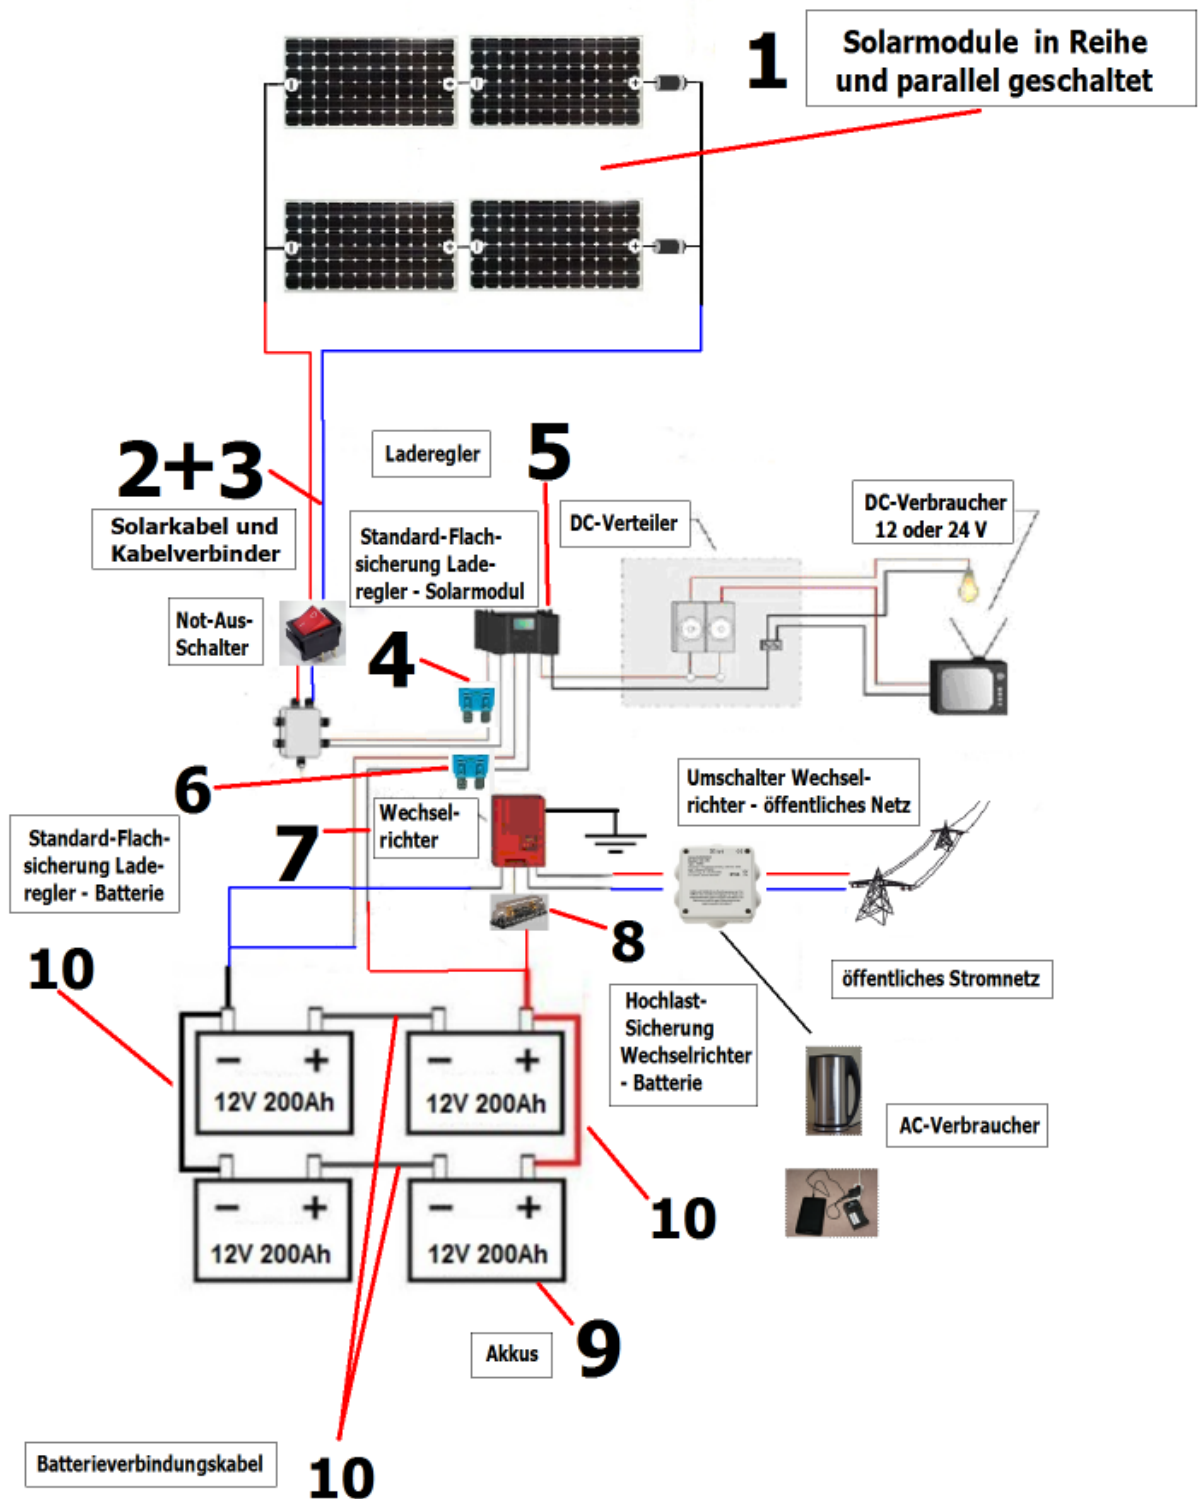 1
Solarmodule in Reihe
und parallel geschaltet
2+3
Solarkabel und
Kabelverbinder
Laderegler
5
Standard-Flach-
sicherung Lade-
regler - Solarmodul
DC-Verteiler
DC-Verbraucher
12 oder 24 V
Not-Aus-
Schalter
4
6
Standard-Flach-
sicherung Lade-
regler - Batterie
7
Wechsel-
richter
Umschalter Wechsel-
richter - öffentliches Netz
8
10
öffentliches Stromnetz
Hochlast-
Sicherung
Wechselrichter
- Batterie
− +
12V 200Ah
− +
12V 200Ah
AC-Verbraucher
− +
12V 200Ah
− +
12V 200Ah
10
9
Akkus
Batterieverbindungskabel
10